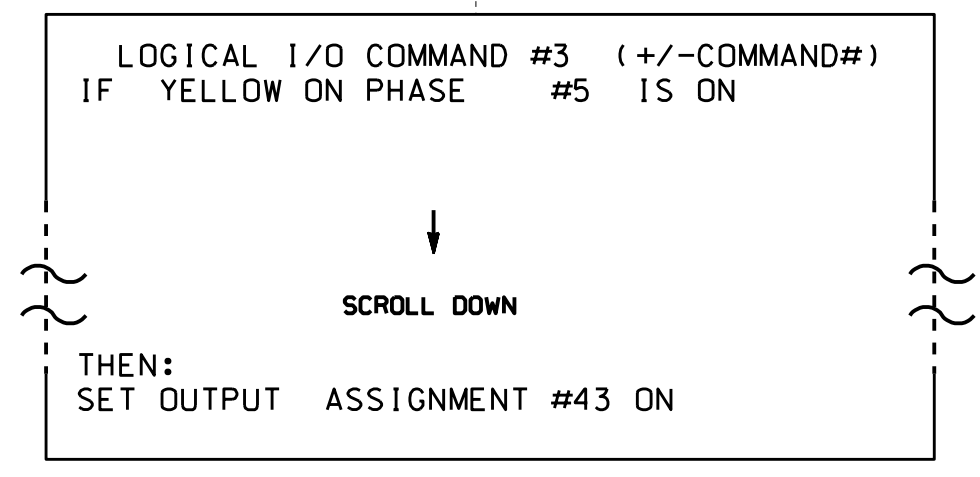 LOGICAL I/O COMMAND #3 (+/-COMMAND#)
IF YELLOW ON PHASE #5 IS ON
SCROLL DOWN
THEN:
SET OUTPUT ASSIGNMENT #43 ON